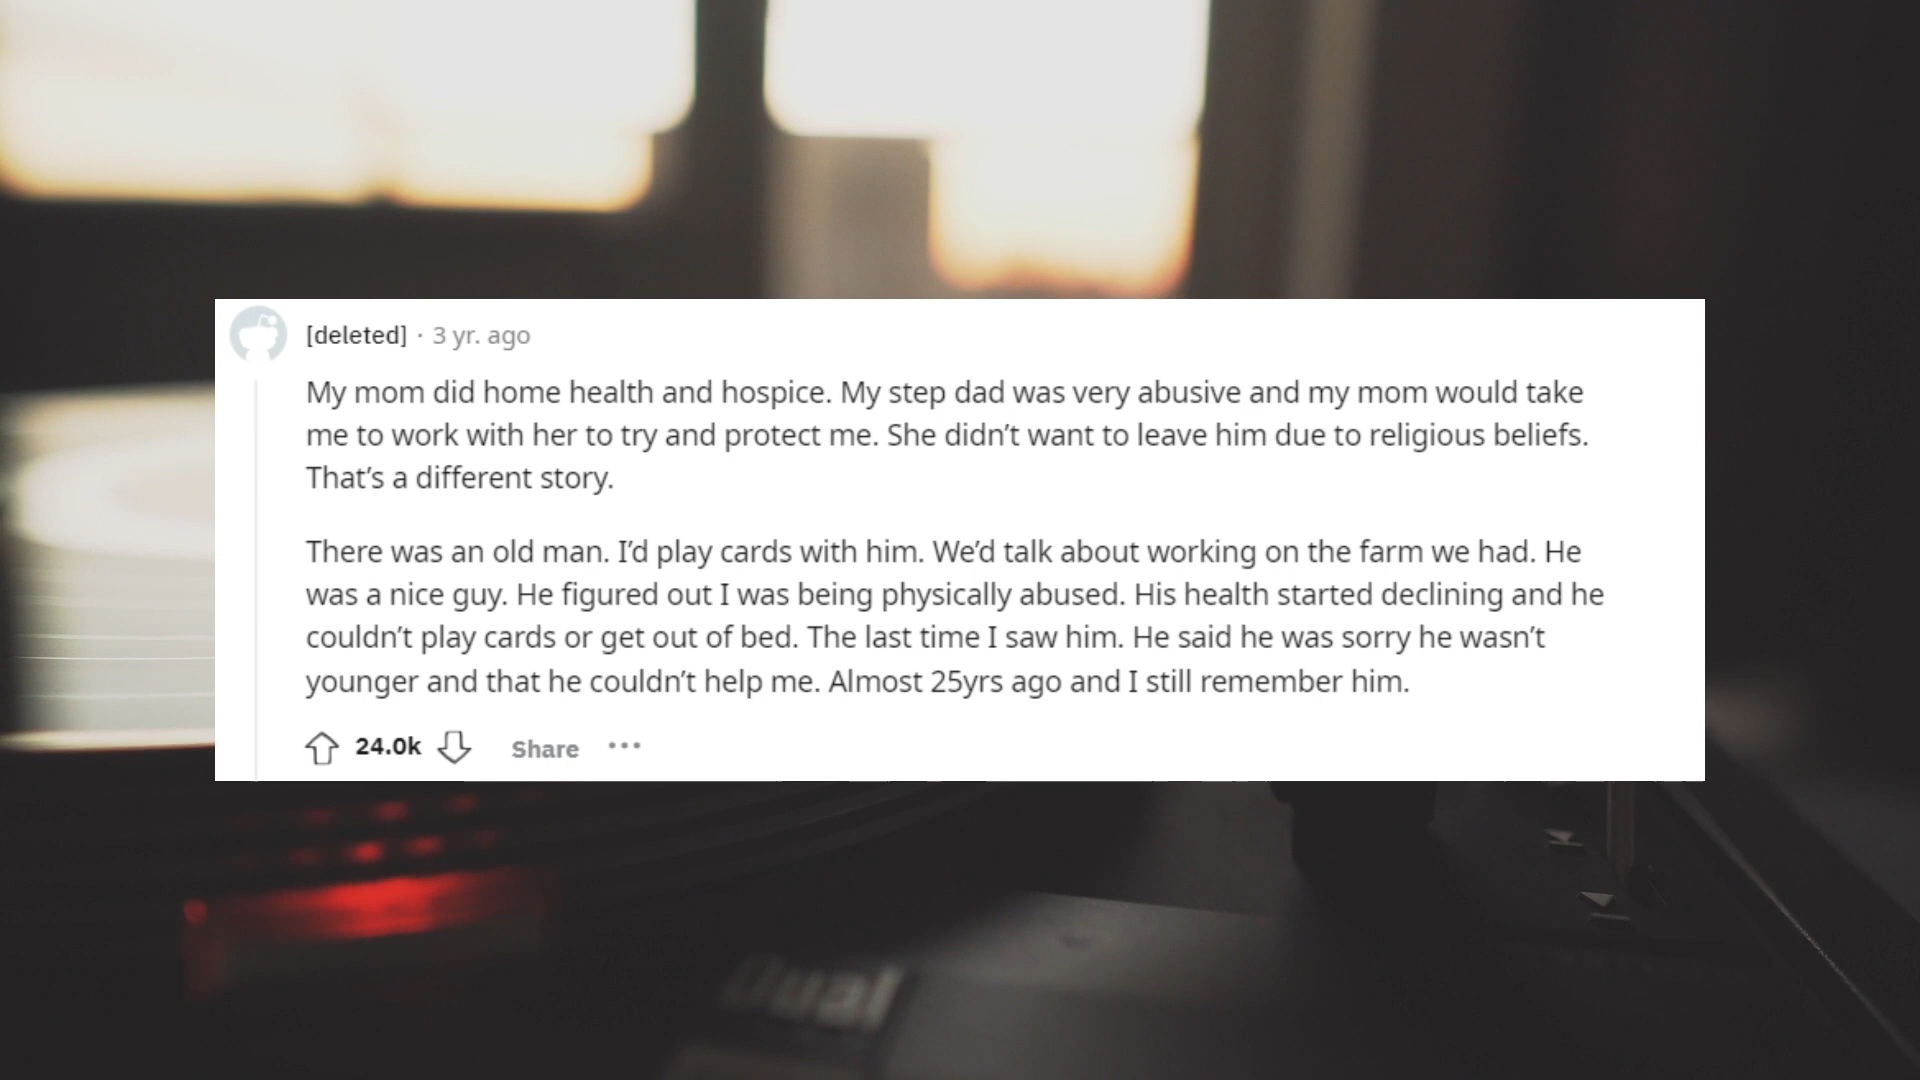 [deleted] · 3 yr. ago
My mom did home health and hospice. My step dad was very abusive and my mom would take
me to work with her to try and protect me. She didn’t want to leave him due to religious beliefs.
That’s a different story.
There was an old man. I’d play cards with him. We’d talk about working on the farm we had. He
was a nice guy. He figured out I was being physically abused. His health started declining and he
couldn’t play cards or get out of bed. The last time I saw him. He said he was sorry he wasn’t
younger and that he couldn’t help me. Almost 25yrs ago and I still remember him.
24.0k Share •••
Dual